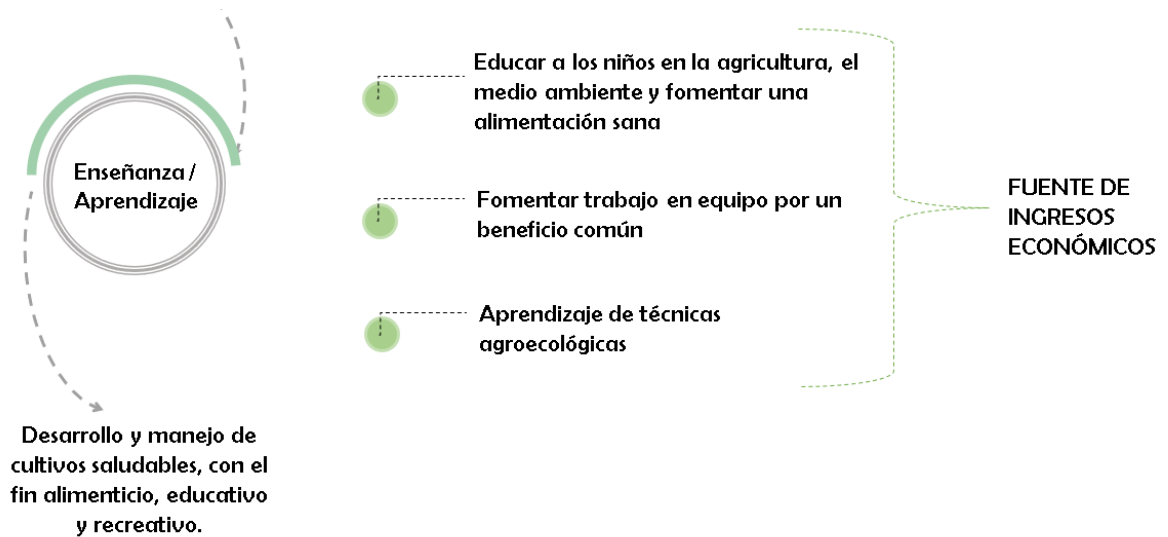 Enseñanza /
Aprendizaje
Desarrollo y manejo de
cultivos saludables, con el
fin alimenticio, educativo
y recreativo.
Educar a los niños en la agricultura, el
medio ambiente y fomentar una
alimentación sana
Fomentar trabajo en equipo por un
beneficio común
Aprendizaje de técnicas
agroecológicas
FUENTE DE
INGRESOS
ECONÓMICOS